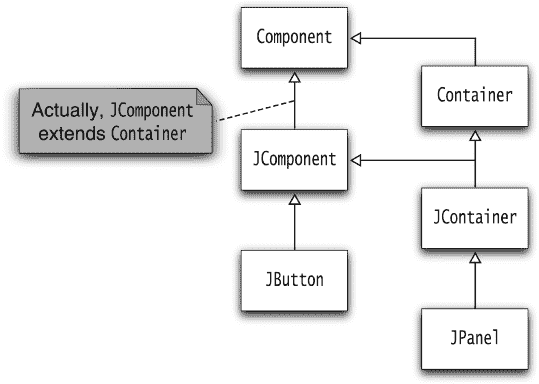 Component
Container
Actually, JComponent
extends Container
JComponent
JContainer
JButton
JPanel